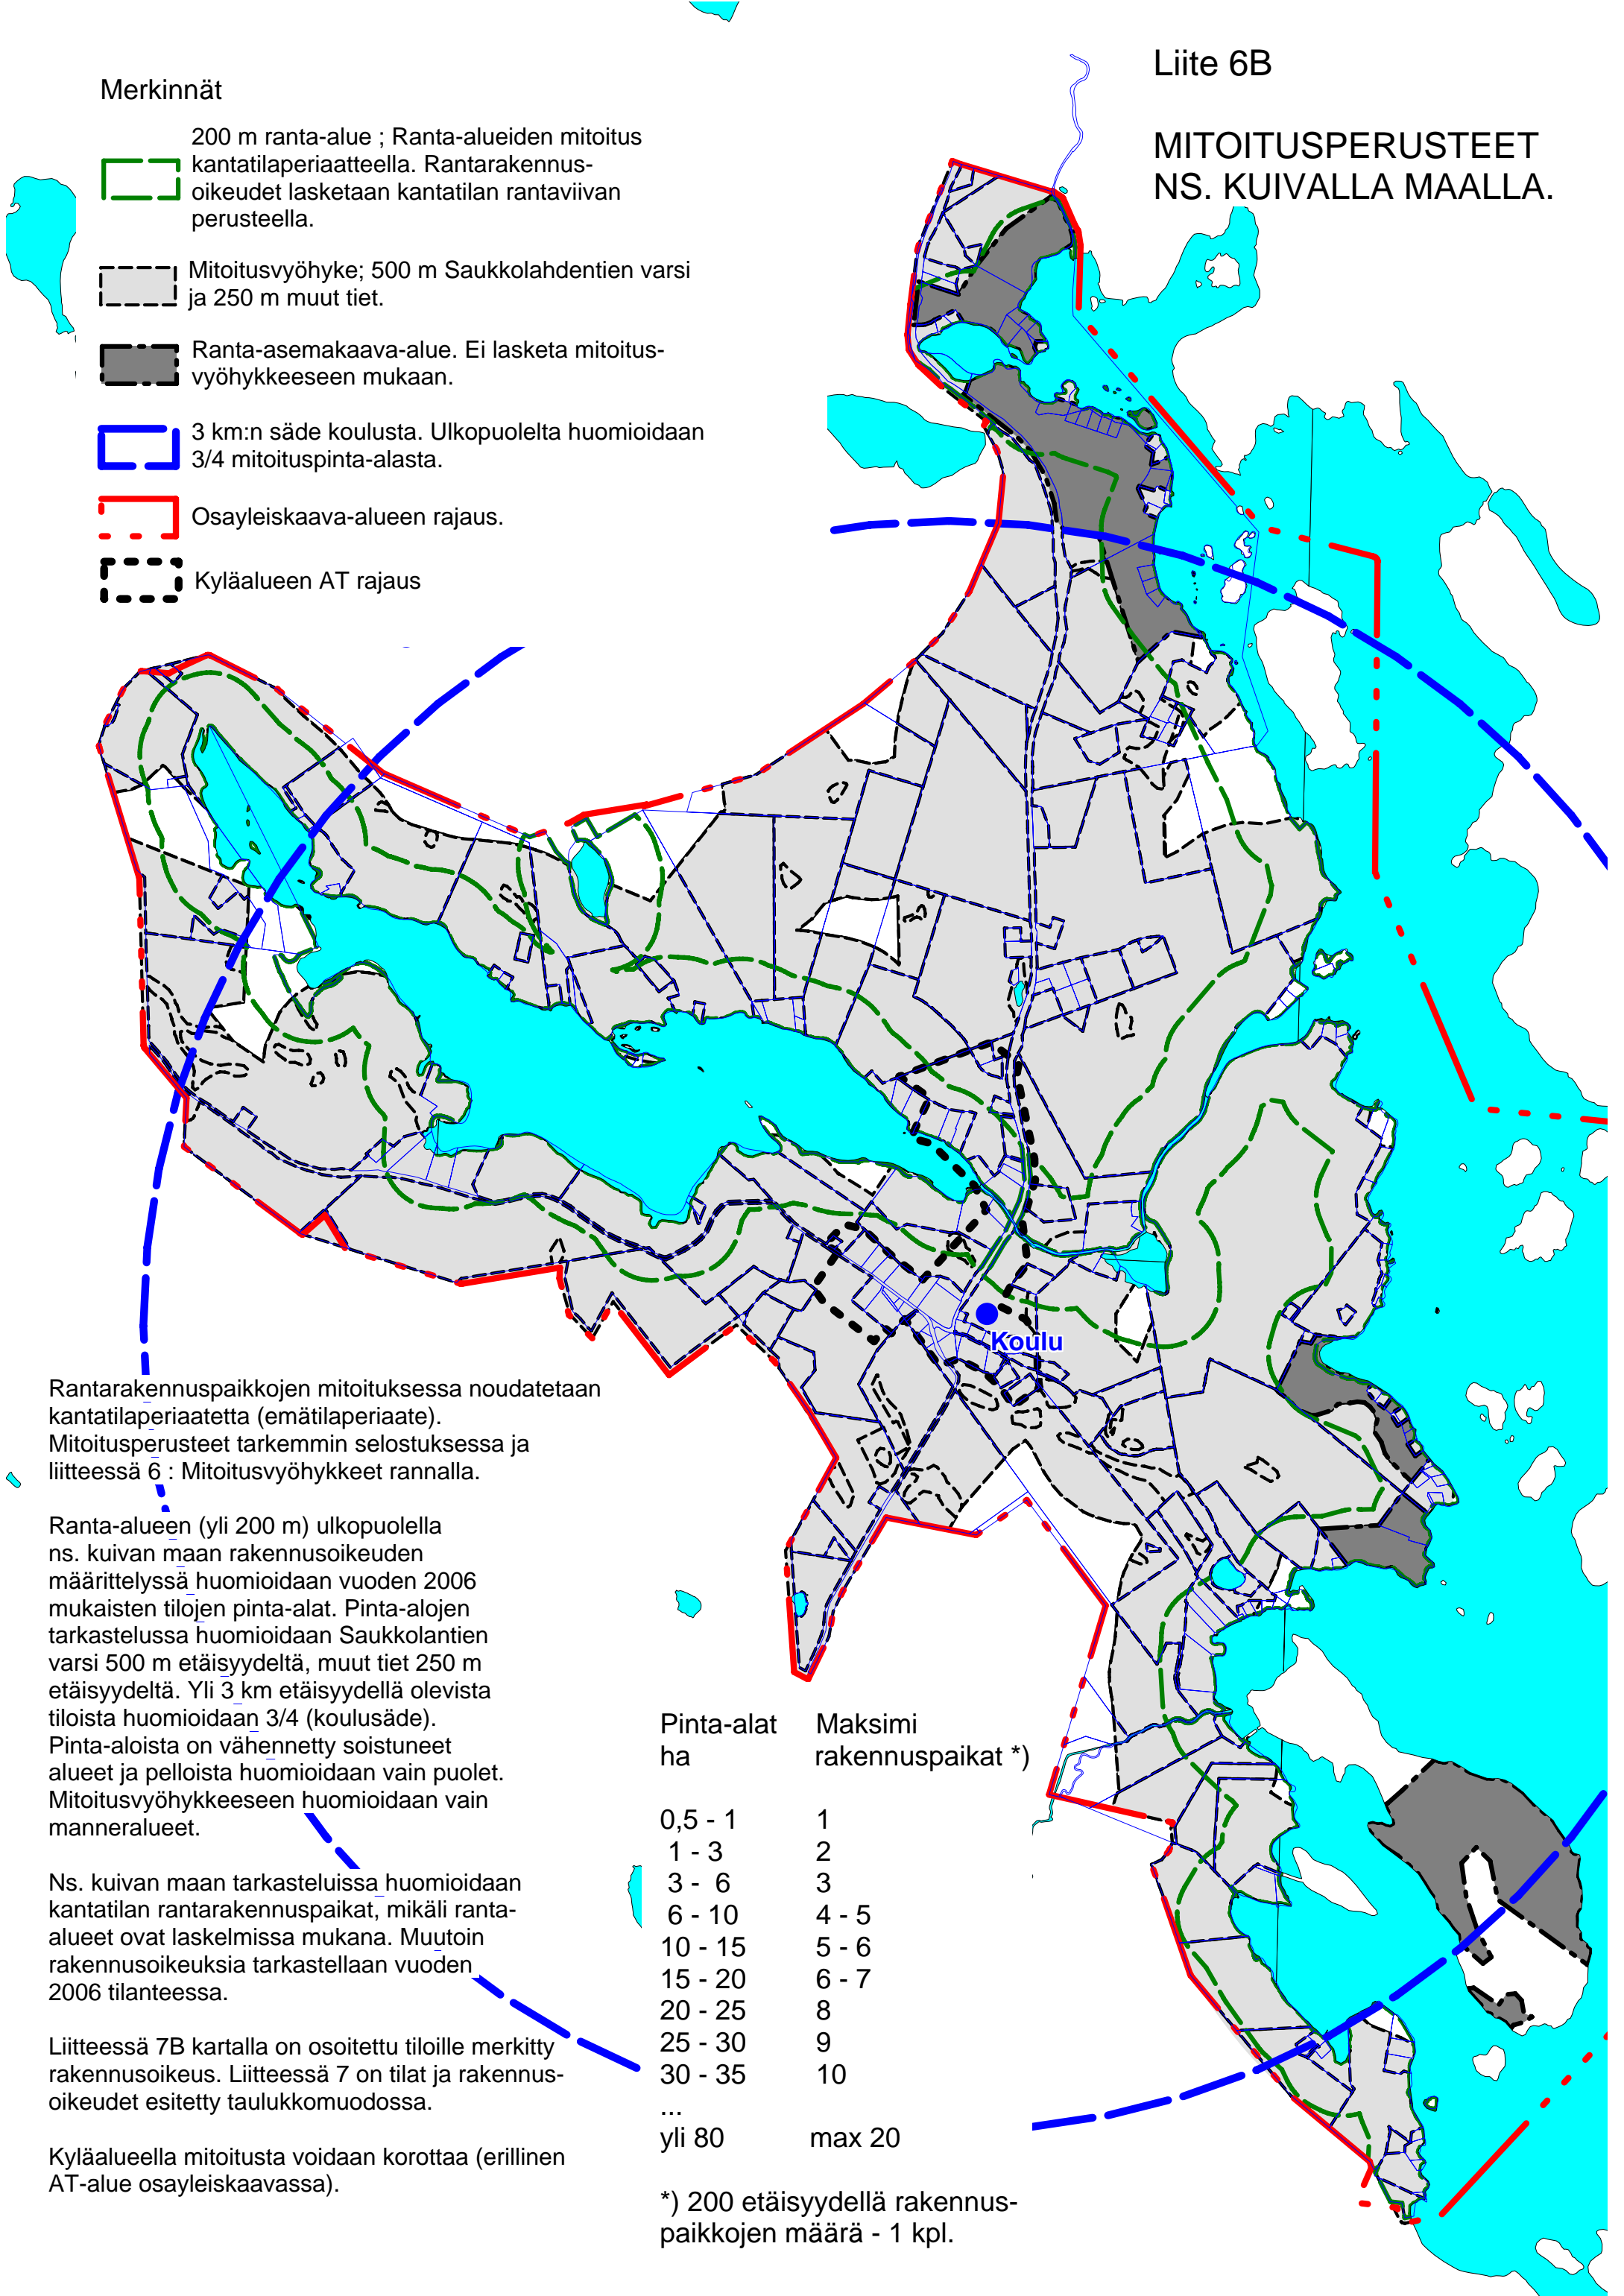 Liite 6B
MITOITUSPERUSTEET
NS. KUIVALLA MAALLA.
Merkinnät
200 m ranta-alue ; Ranta-alueiden mitoitus
kantatilaperiaatteella. Rantarakennus-
oikeudet lasketaan kantatilan rantaviivan
perusteella.
Mitoitusvyöhyke; 500 m Saukkolahdentien varsi
ja 250 m muut tiet.
Ranta-asemakaava-alue. Ei lasketa mitoitus-
vyöhykkeeseen mukaan.
3 km:n säde koulusta. Ulkopuolelta huomioidaan
3/4 mitoituspinta-alasta.
Osayleiskaava-alueen rajaus.
Kyläalueen AT rajaus
Koulu
Rantarakennuspaikkojen mitoituksessa noudatetaan
kantatilaperiaatetta (emätilaperiaate).
Mitoitusperusteet tarkemmin selostuksessa ja
liitteessä 6 : Mitoitusvyöhykkeet rannalla.
Ranta-alueen (yli 200 m) ulkopuolella
ns. kuivan maan rakennusoikeuden
määrittelyssä huomioidaan vuoden 2006
mukaisten tilojen pinta-alat. Pinta-alojen
tarkastelussa huomioidaan Saukkolantien
varsi 500 m etäisyydeltä, muut tiet 250 m
etäisyydeltä. Yli 3 km etäisyydellä olevista
tiloista huomioidaan 3/4 (koulusäde).
Pinta-aloista on vähennetty soistuneet
alueet ja pelloista huomioidaan vain puolet.
Mitoitusvyöhykkeeseen huomioidaan vain
manneralueet.
Ns. kuivan maan tarkasteluissa huomioidaan
kantatilan rantarakennuspaikat, mikäli ranta-
alueet ovat laskelmissa mukana. Muutoin
rakennusoikeuksia tarkastellaan vuoden
2006 tilanteessa.
Liitteessä 7B kartalla on osoitettu tiloille merkitty
rakennusoikeus. Liitteessä 7 on tilat ja rakennus-
oikeudet esitetty taulukkomuodossa.
Kyläalueella mitoitusta voidaan korottaa (erillinen
AT-alue osayleiskaavassa).
Pinta-alat Maksimi
ha rakennuspaikat *)
0,5 - 1 1
1 - 3 2
3 - 6 3
6 - 10 4 - 5
10 - 15 5 - 6
15 - 20 6 - 7
20 - 25 8
25 - 30 9
30 - 35 10
...
yli 80 max 20
*) 200 etäisyydellä rakennus-
paikkojen määrä - 1 kpl.